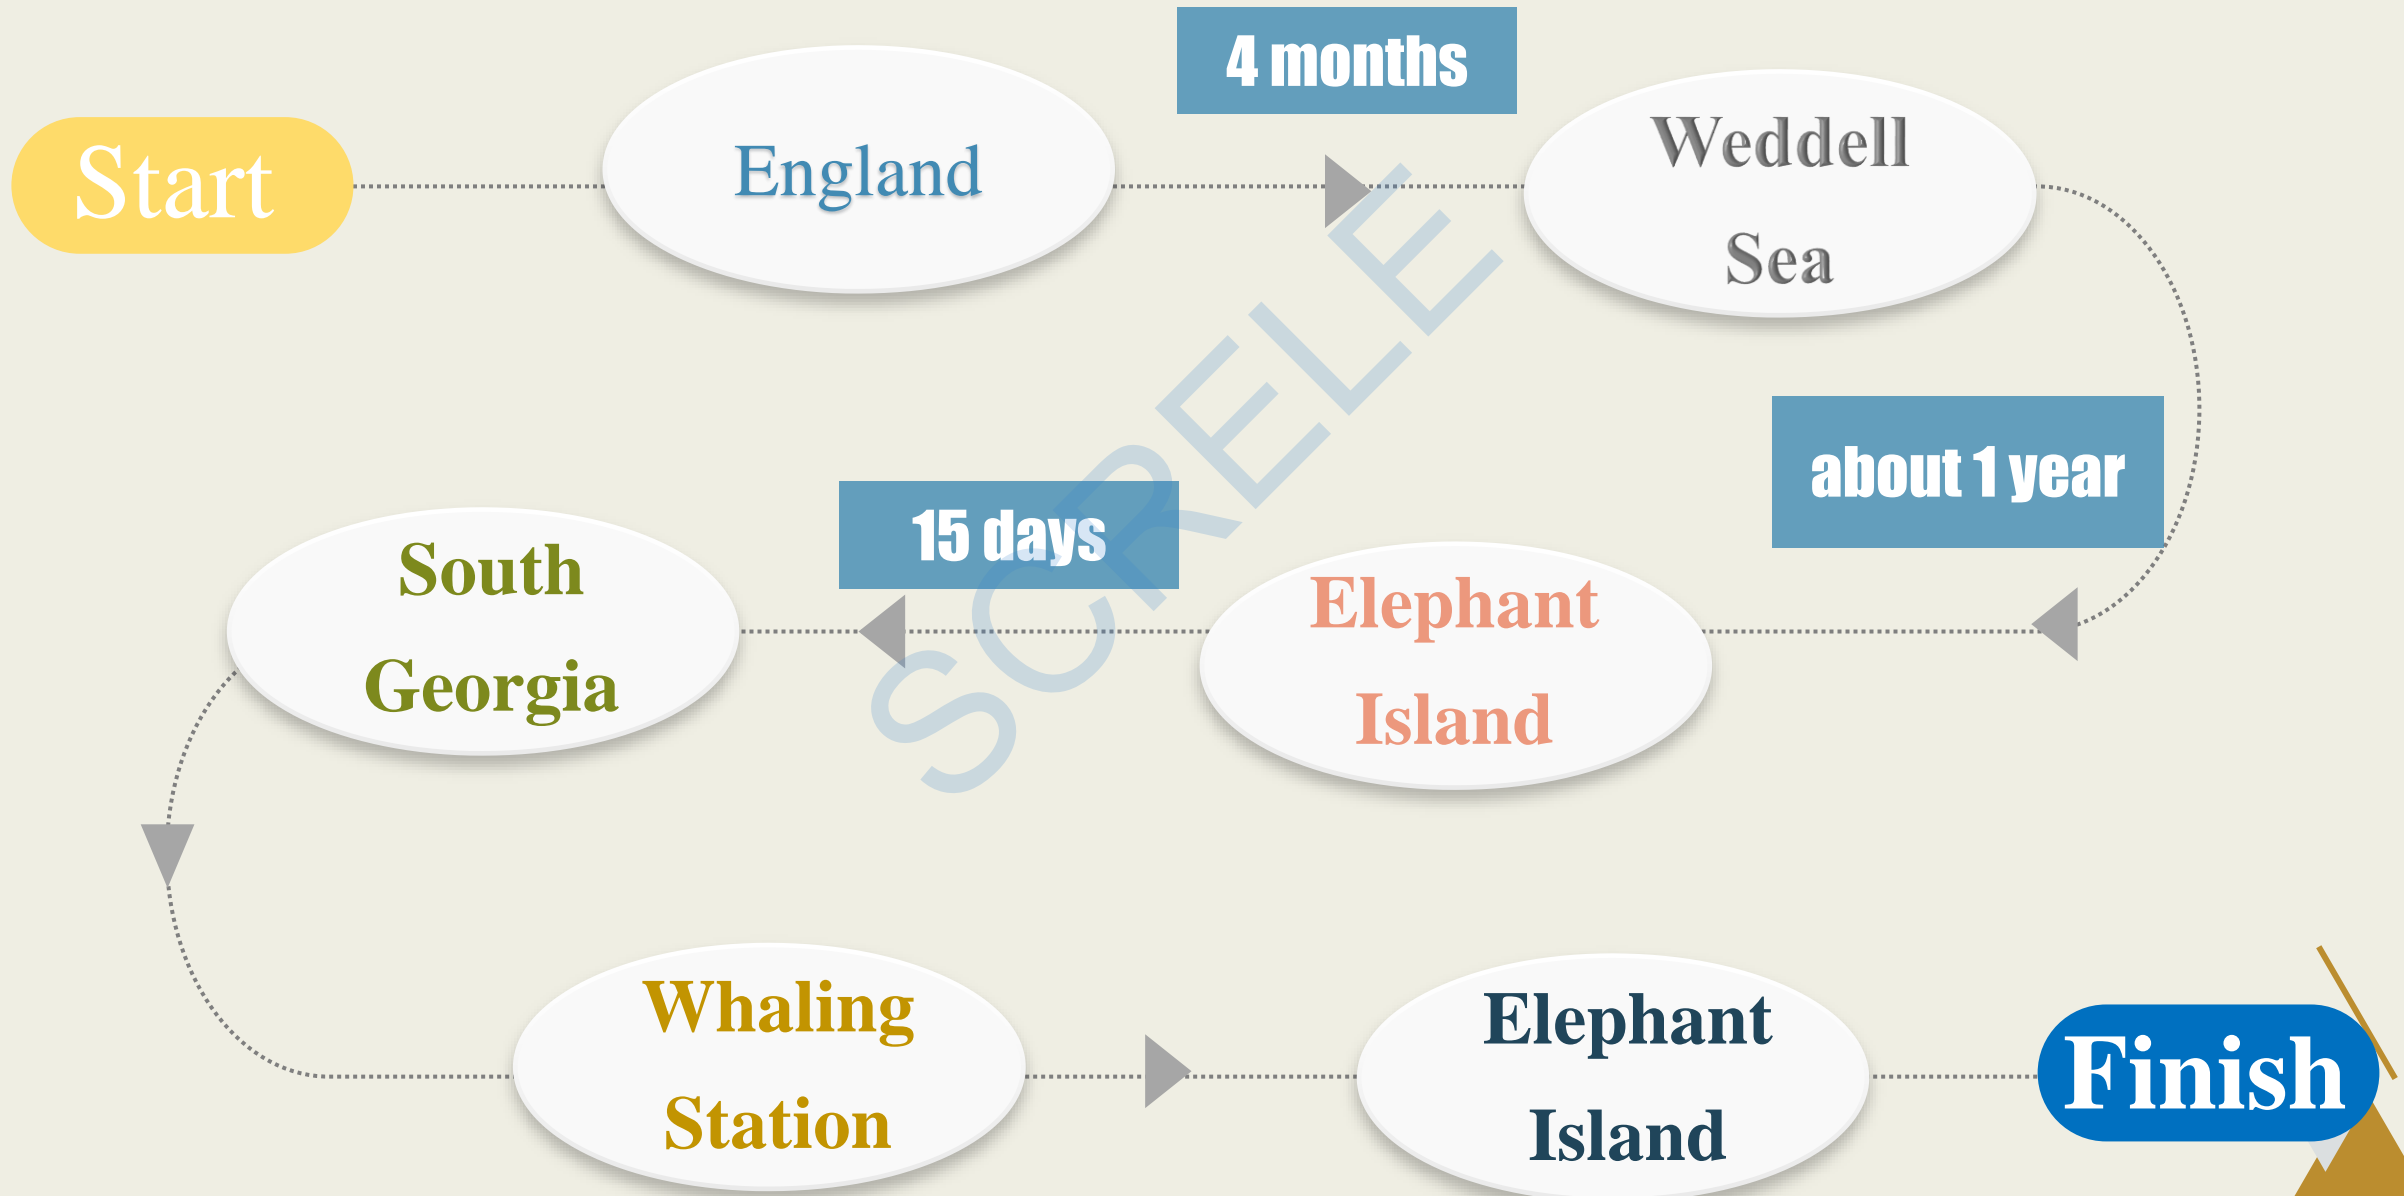 Start
England
4 months
Weddell
Sea
about 1 year
Elephant
Island
15 days
South
Georgia
Whaling
Station
Elephant
Island
Finish
SCRELE